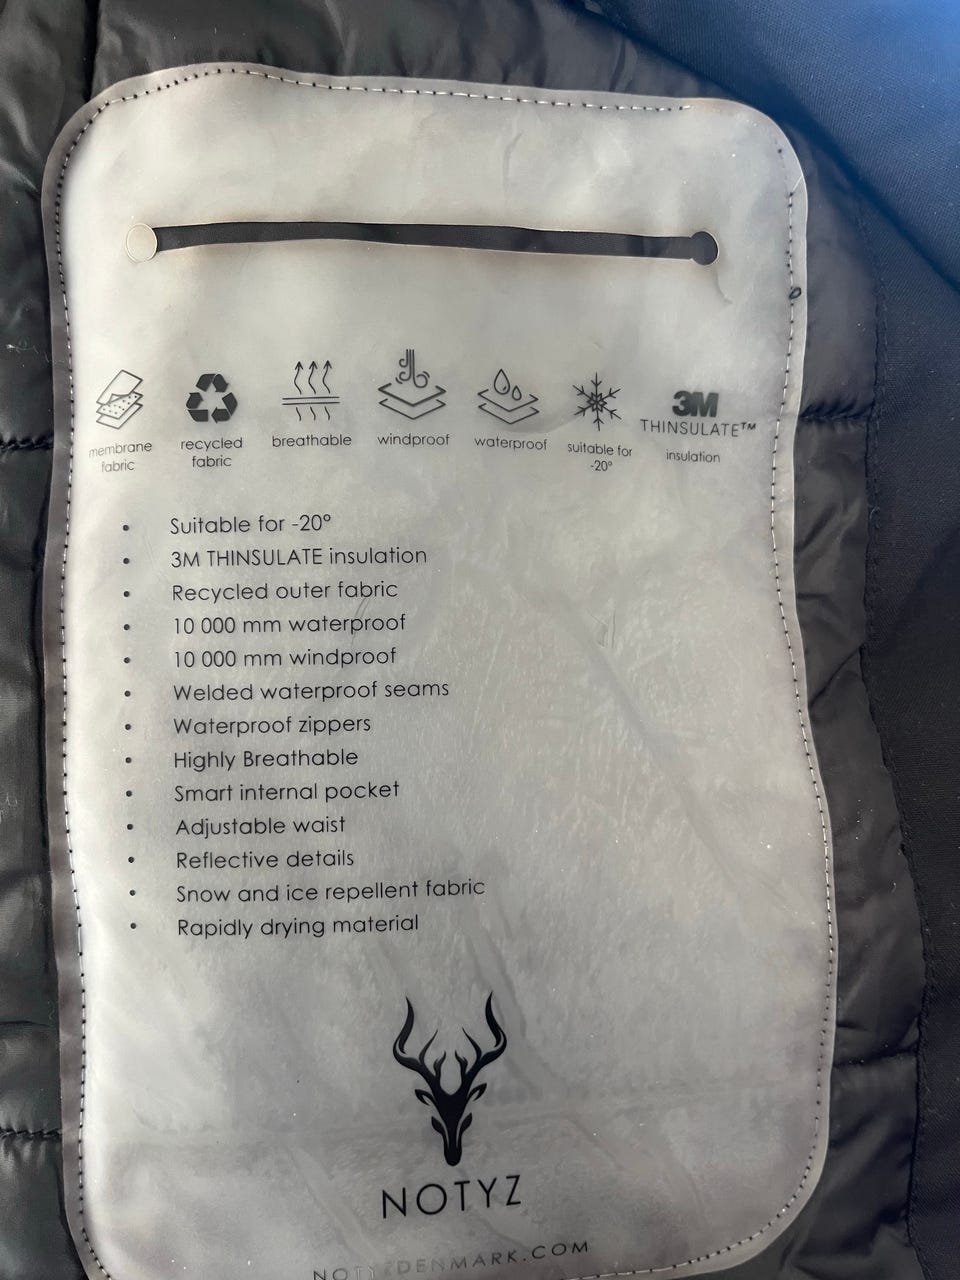 membrane
fabric
recycled
fabric
breathable
windproof
waterproof
suitable for
-20°
3M
THINSULATE™
insulation
• Suitable for -20°
• 3M THINSULATE insulation
• Recycled outer fabric
• 10 000 mm waterproof
• 10 000 mm windproof
• Welded waterproof seams
• Waterproof zippers
• Highly Breathable
• Smart internal pocket
• Adjustable waist
• Reflective details
• Snow and ice repellent fabric
• Rapidly drying material
NOTYZ
NOTYZDENMARK.COM